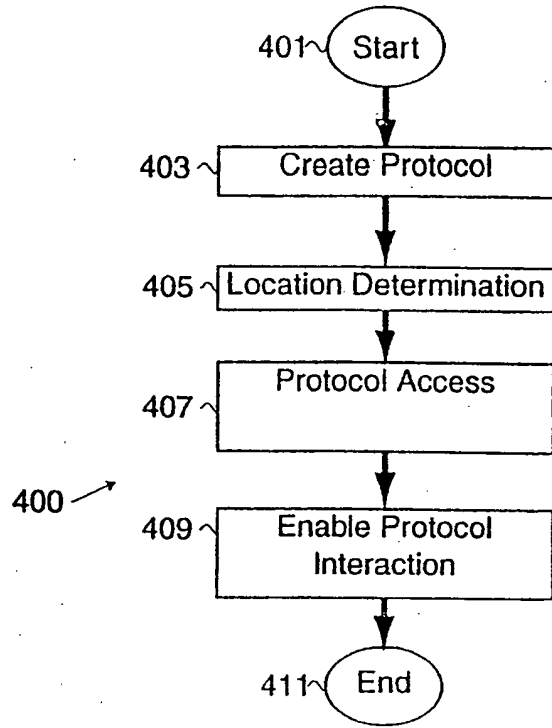 401 Start
403 Create Protocol
405 Location Determination
407 Protocol Access
400
409 Enable Protocol
Interaction
411 End